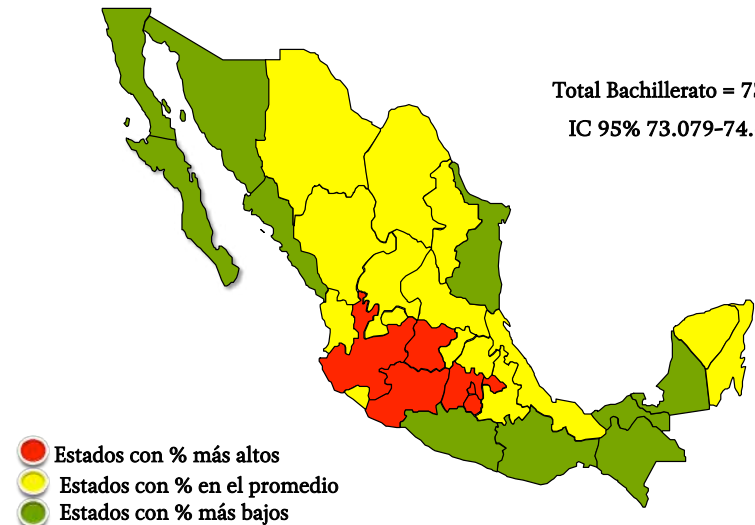 Total Bachillerato = 73
IC 95% 73.079-74.
Estados con % más altos
Estados con % en el promedio
Estados con % más bajos